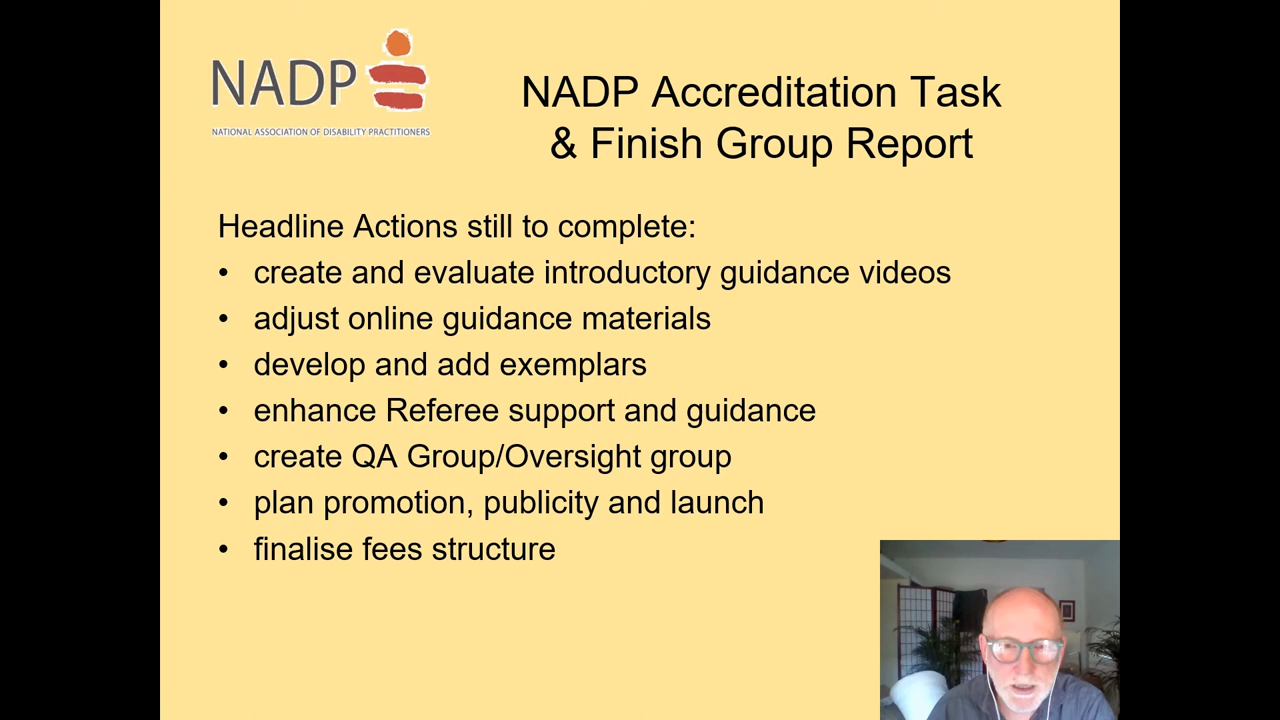 NADP
NATIONAL ASSOCIATION OF DISABILITY PRACTITIONERS
NADP Accreditation Task
& Finish Group Report
Headline Actions still to complete:
• create and evaluate introductory guidance videos
• adjust online guidance materials
• develop and add exemplars
• enhance Referee support and guidance
• create QA Group/Oversight group
• plan promotion, publicity and launch
• finalise fees structure